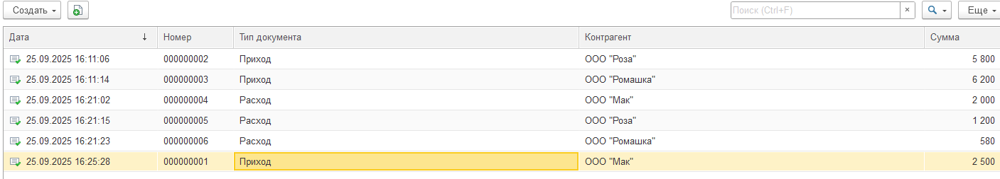 Создать
Поиск (Ctrl+F)
×
Еще
Дата ↓ Номер Тип документа Контрагент Сумма
25.09.2025 16:11:06 000000002 Приход ООО "Роза" 5 800
25.09.2025 16:11:14 000000003 Приход ООО "Ромашка" 6 200
25.09.2025 16:21:02 000000004 Расход ООО "Мак" 2 000
25.09.2025 16:21:15 000000005 Расход ООО "Роза" 1 200
25.09.2025 16:21:23 000000006 Расход ООО "Ромашка" 580
25.09.2025 16:25:28 000000001 Приход ООО "Мак" 2 500